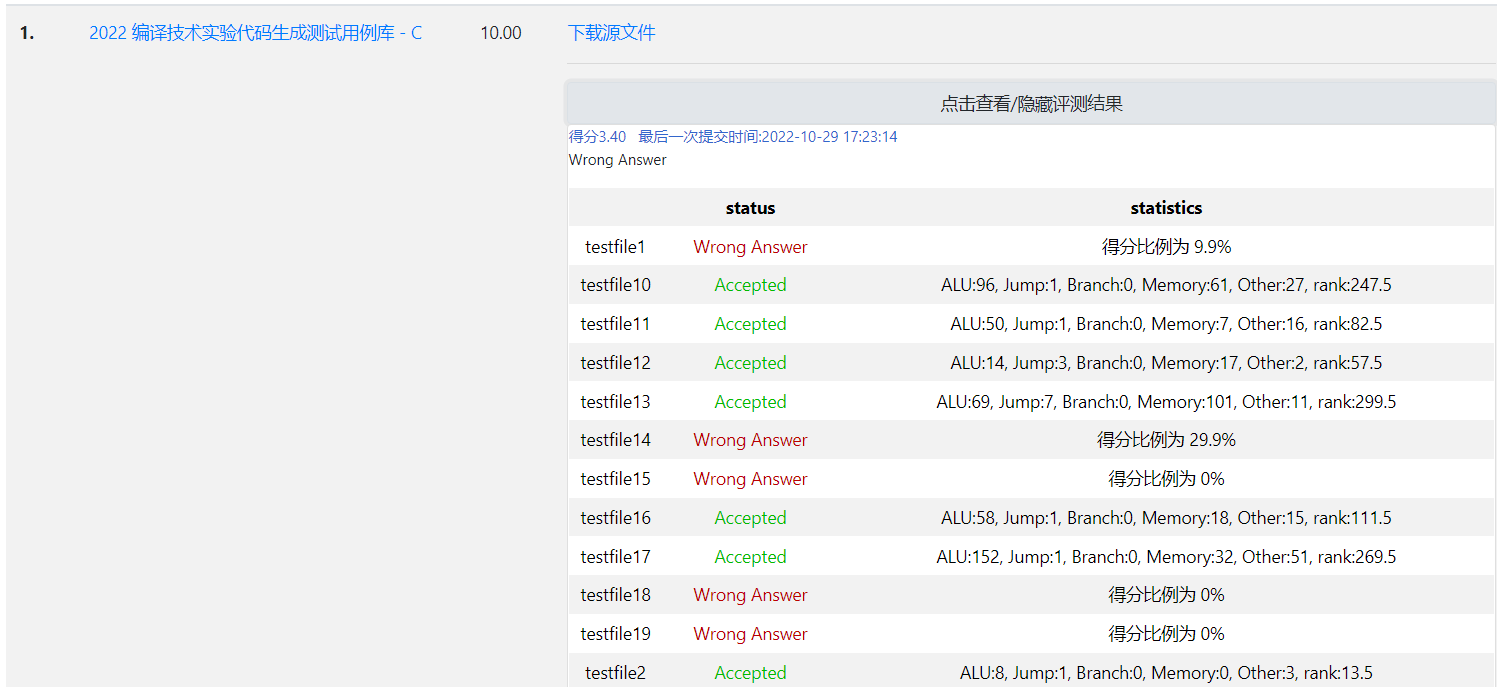 1. 2022 编译技术实验代码生成测试用例库 - C 10.00 下载源文件
点击查看/隐藏评测结果
得分3.40 最后一次提交时间:2022-10-29 17:23:14
Wrong Answer
status statistics
testfile1 Wrong Answer 得分比例为 9.9%
testfile10 Accepted ALU:96, Jump:1, Branch:0, Memory:61, Other:27, rank:247.5
testfile11 Accepted ALU:50, Jump:1, Branch:0, Memory:7, Other:16, rank:82.5
testfile12 Accepted ALU:14, Jump:3, Branch:0, Memory:17, Other:2, rank:57.5
testfile13 Accepted ALU:69, Jump:7, Branch:0, Memory:101, Other:11, rank:299.5
testfile14 Wrong Answer 得分比例为 29.9%
testfile15 Wrong Answer 得分比例为 0%
testfile16 Accepted ALU:58, Jump:1, Branch:0, Memory:18, Other:15, rank:111.5
testfile17 Accepted ALU:152, Jump:1, Branch:0, Memory:32, Other:51, rank:269.5
testfile18 Wrong Answer 得分比例为 0%
testfile19 Wrong Answer 得分比例为 0%
testfile2 Accepted ALU:8, Jump:1, Branch:0, Memory:0, Other:3, rank:13.5